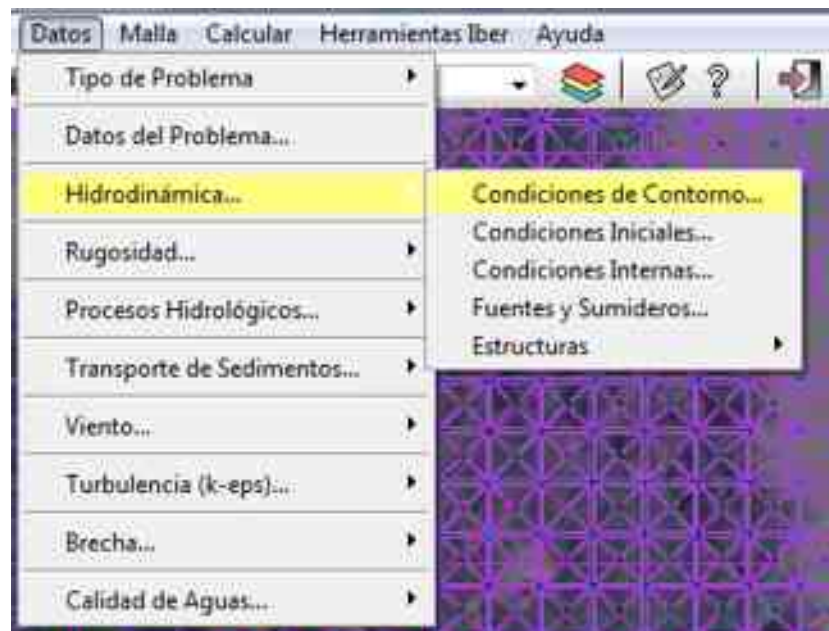 Datos Malla Calcular Herramientas Iber Ayuda
Tipo de Problema
Datos del Problema...
Hidrodinámica...
Rugosidad...
Procesos Hidrológicos...
Transporte de Sedimentos...
Viento...
Turbulencia (k-eps)...
Brecha...
Calidad de Aguas...
Condiciones de Contorno...
Condiciones Iniciales...
Condiciones Internas...
Fuentes y Sumideros...
Estructuras